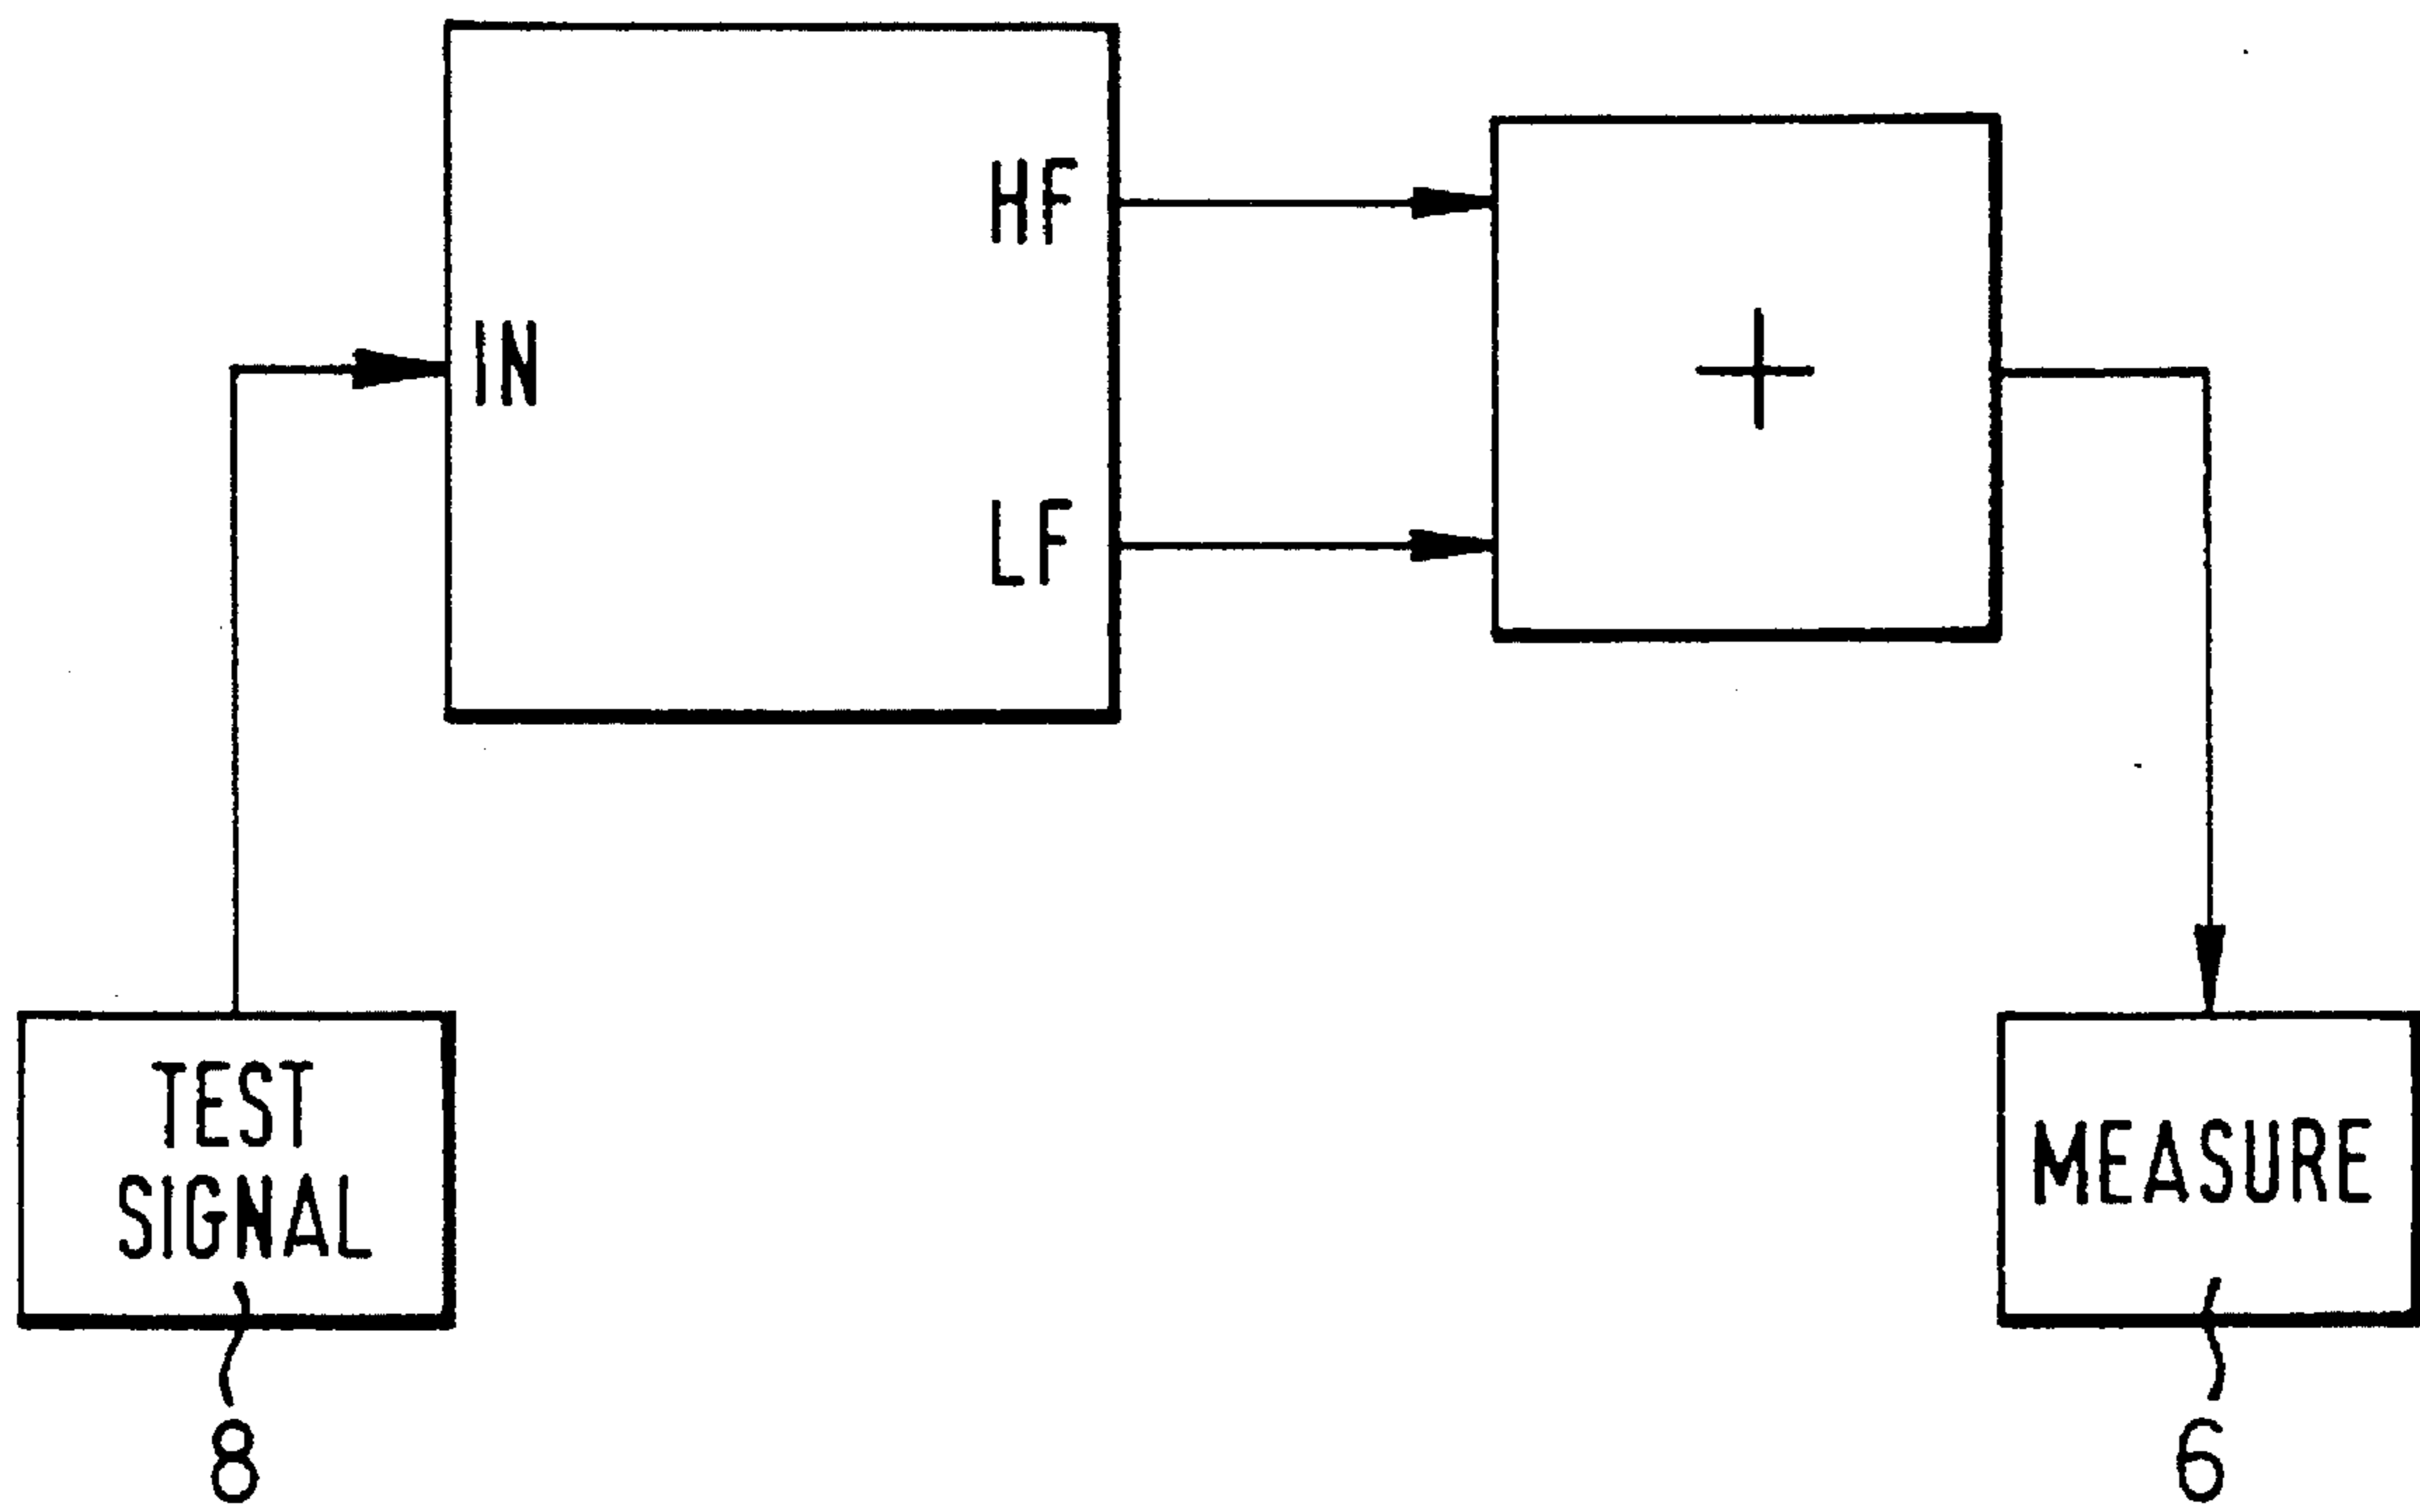 HF
IN
+
LF
TEST
SIGNAL
MEASURE
8
6